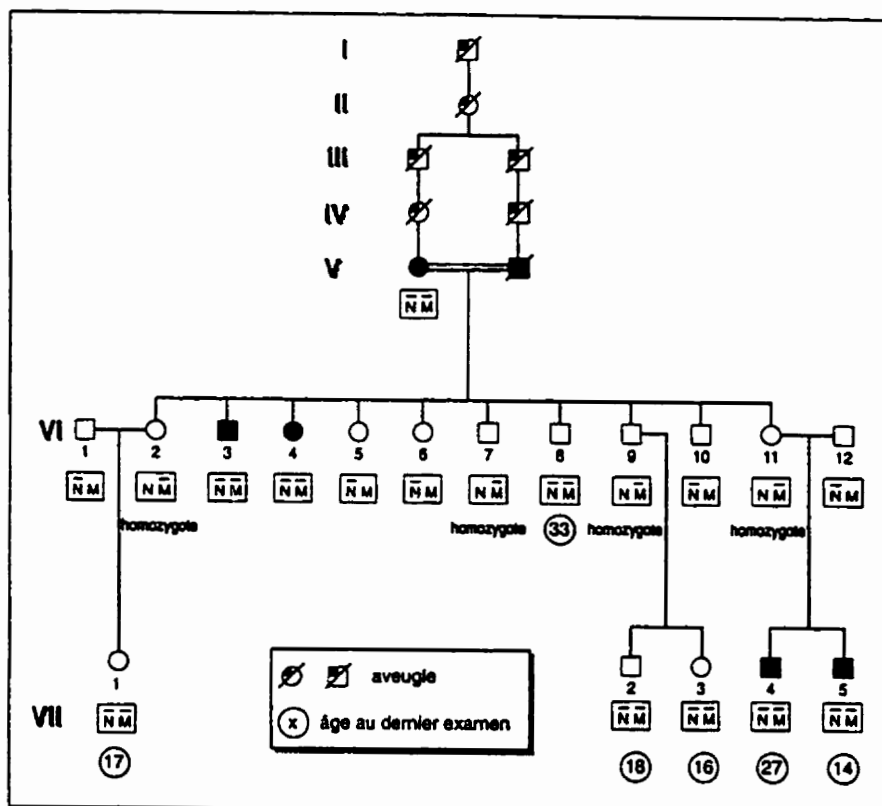 I
II
III
IV
V
N̄ M̄
VI
1 2 3 4 5 6 7 8 9 10 11 12
N̄ M N M̄ N̄ M̄ N̄ M̄ N̄ M N̄ M N M̄ N̄ M̄ N M̄ N̄ M N M̄ N̄ M
homozygote homozygote 33 homozygote homozygote
1 2 3 4 5
VII
N̄ M̄ N̄ M̄ N̄ M̄ N̄ M̄ N̄ M̄
17 18 16 27 14
aveugle
x âge au dernier examen